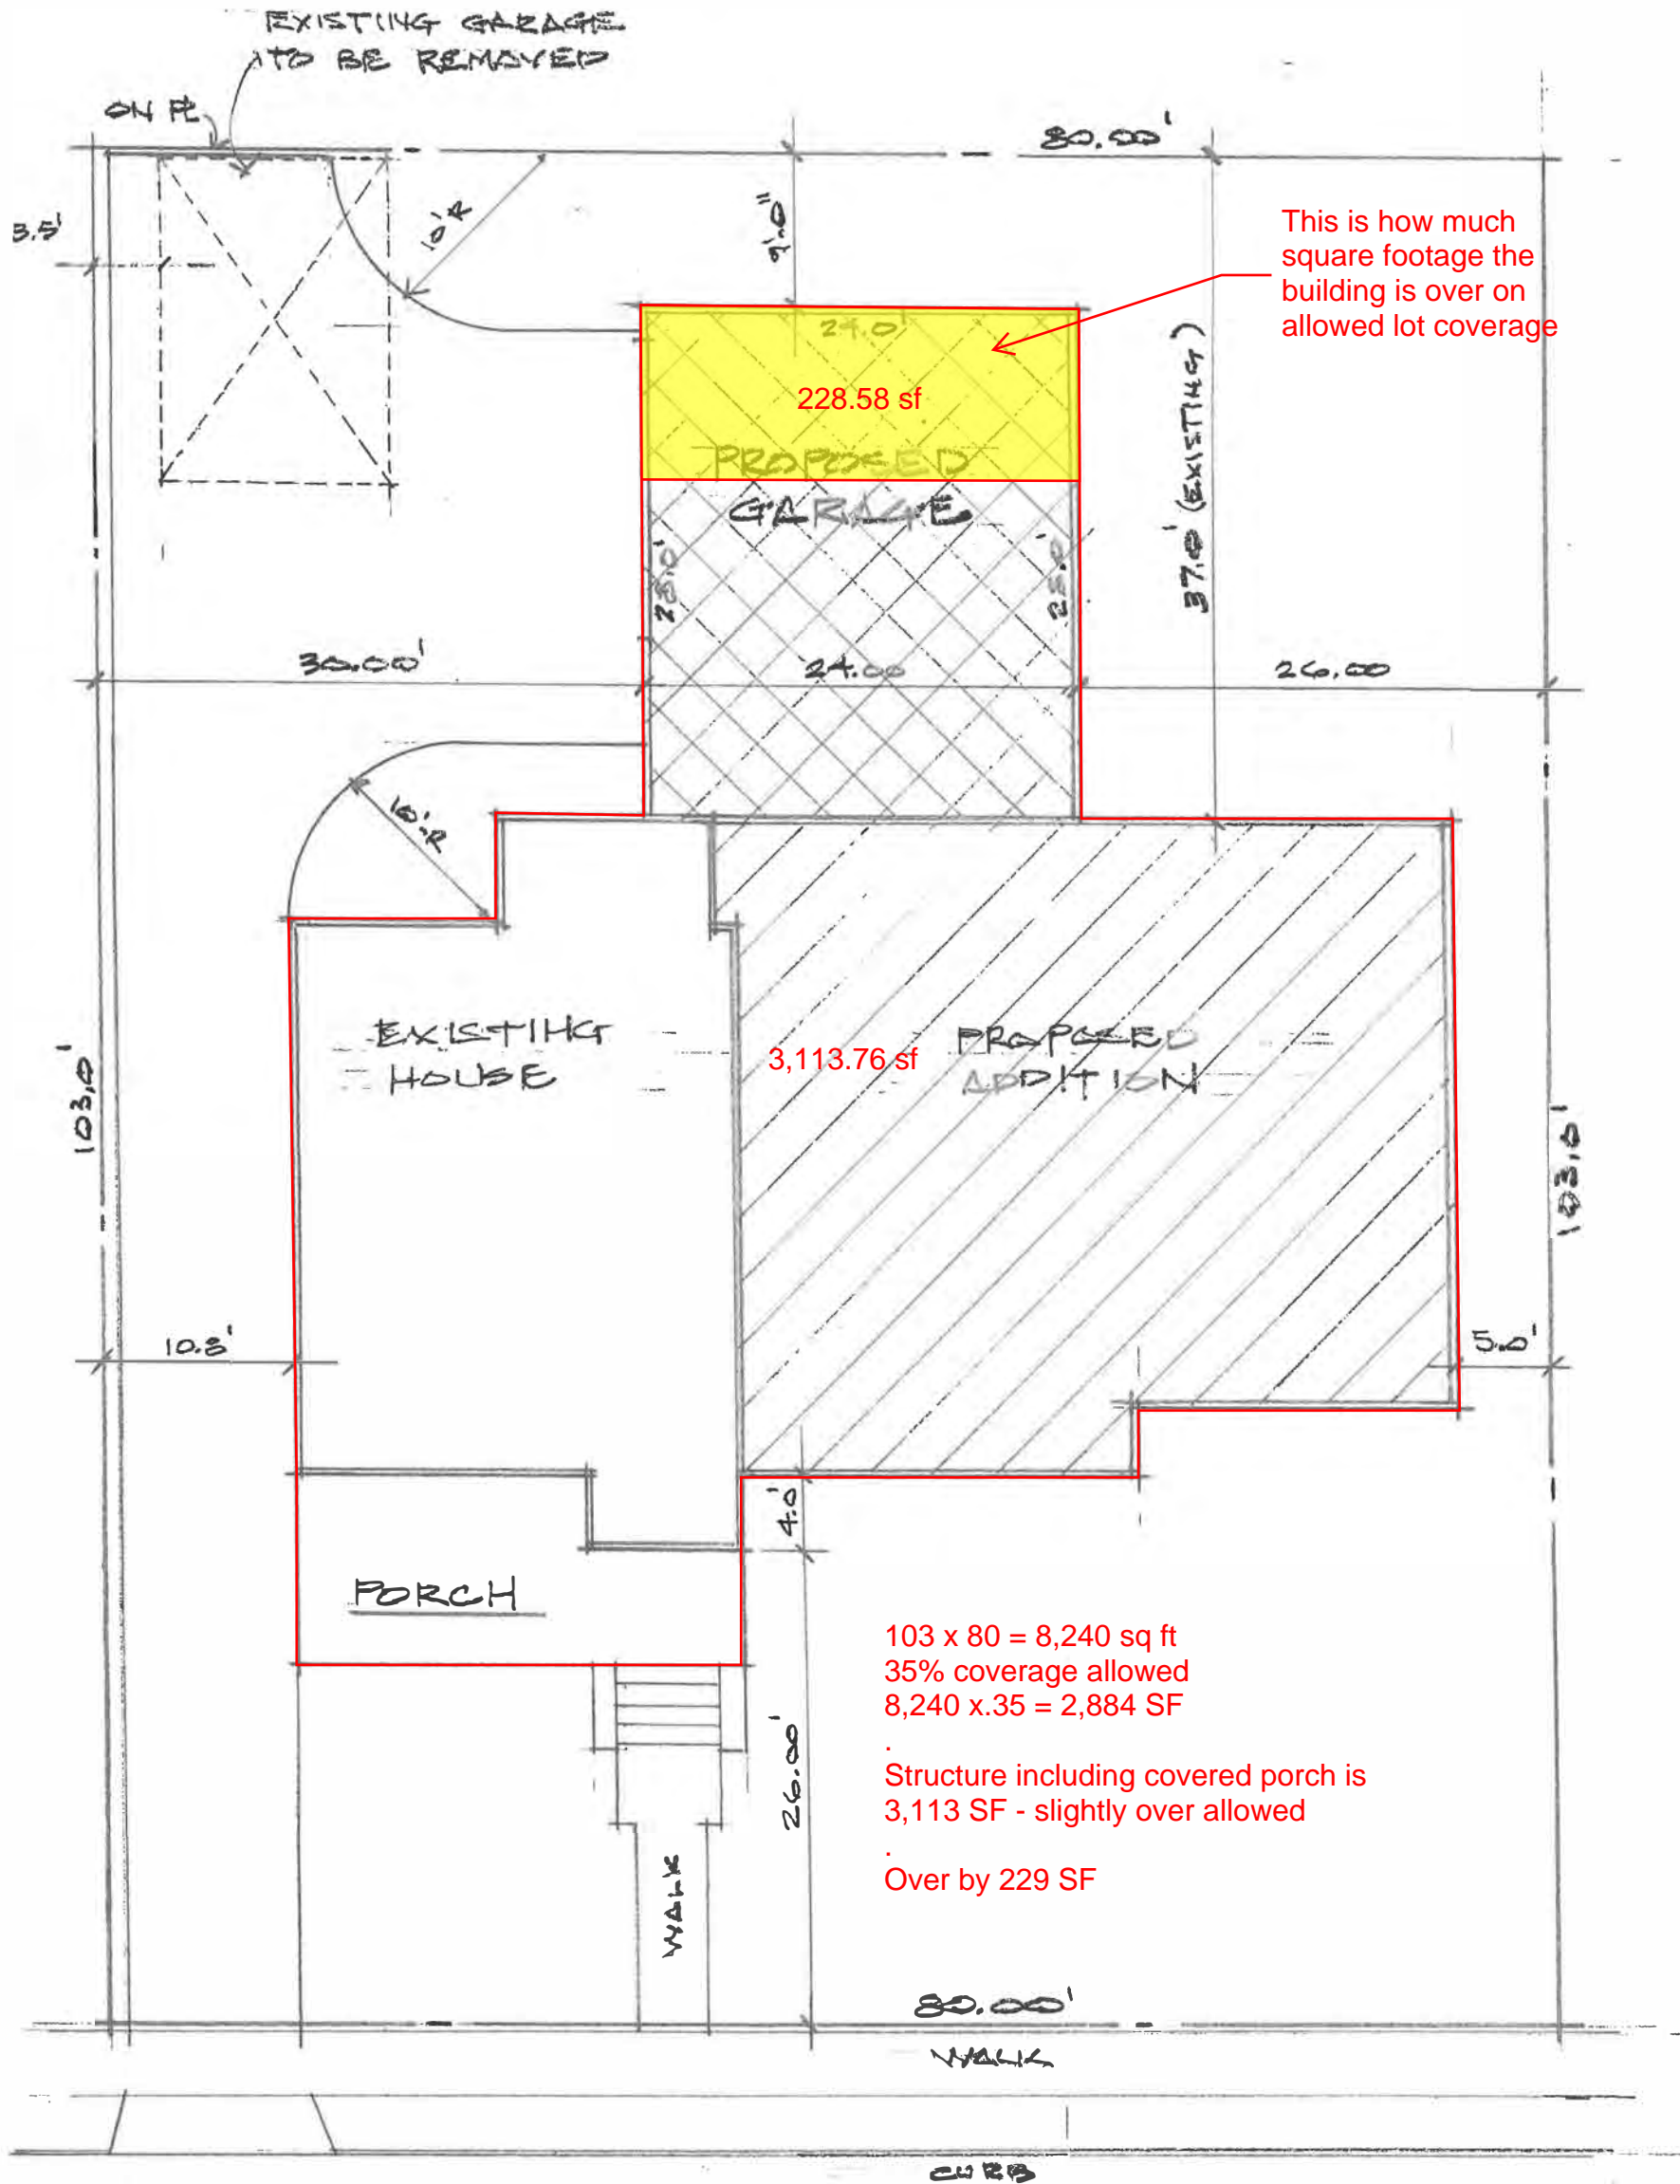 EXISTING GARAGE
TO BE REMOVED
ON PL
80.00'
3.5'
10'R
9'-0"
This is how much
square footage the
building is over on
allowed lot coverage
24.0'
228.58 sf
PROPOSED
GARAGE
28.0'
28.0'
37.0' (EXISTING)
30.00'
24.00
26.00
10'-R
EXISTING
HOUSE
3,113.76 sf
PROPOSED
ADDITION
103.0'
103.0'
10.8'
5.0'
4.0'
PORCH
103 x 80 = 8,240 sq ft
35% coverage allowed
8,240 x.35 = 2,884 SF
.
Structure including covered porch is
3,113 SF - slightly over allowed
.
Over by 229 SF
26.00'
WALK
80.00'
WALK
CURB